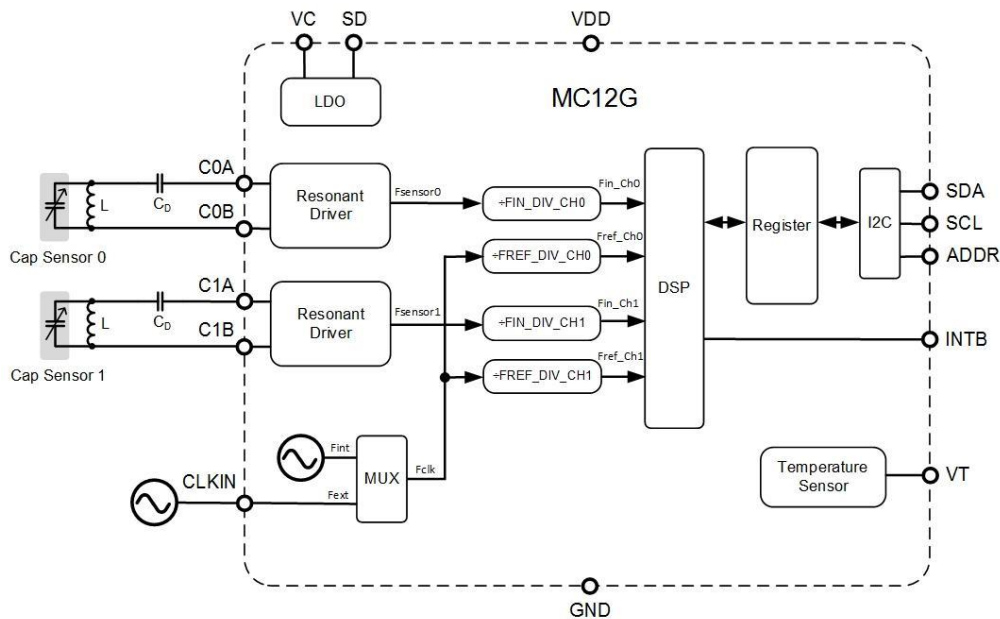 VC SD VDD
LDO
MC12G
C0A
Resonant
Driver
Fsensor0
÷FIN_DIV_CH0
Fin_Ch0
L
C_D
C0B
Cap Sensor 0
÷FREF_DIV_CH0
Fref_Ch0
DSP
Register
I2C
SDA
SCL
ADDR
C1A
Resonant
Driver
Fsensor1
÷FIN_DIV_CH1
Fin_Ch1
L
C_D
C1B
Cap Sensor 1
÷FREF_DIV_CH1
Fref_Ch1
INTB
Fint
MUX
Fclk
CLKIN
Fext
Temperature
Sensor
VT
GND